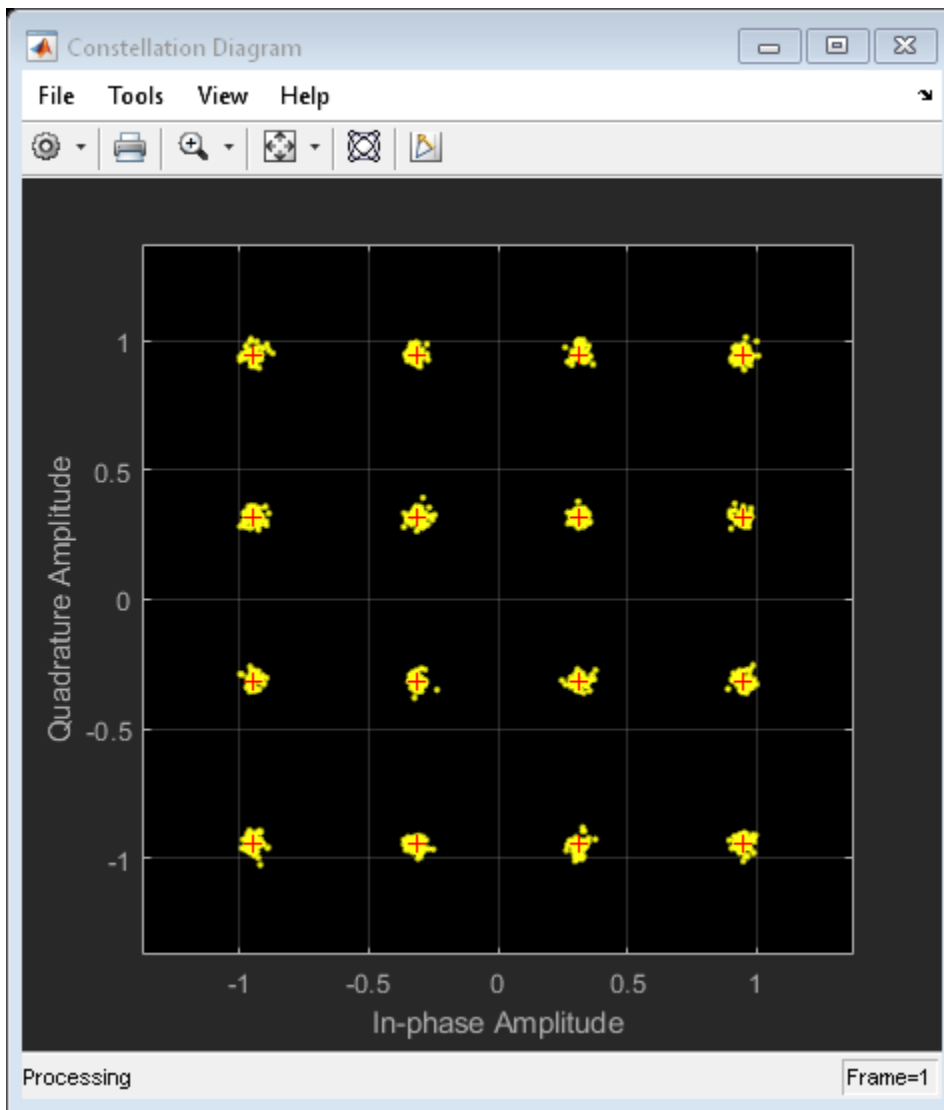 Constellation Diagram
File Tools View Help
1
0.5
0
-0.5
-1
Quadrature Amplitude
-1 -0.5 0 0.5 1
In-phase Amplitude
Processing Frame=1